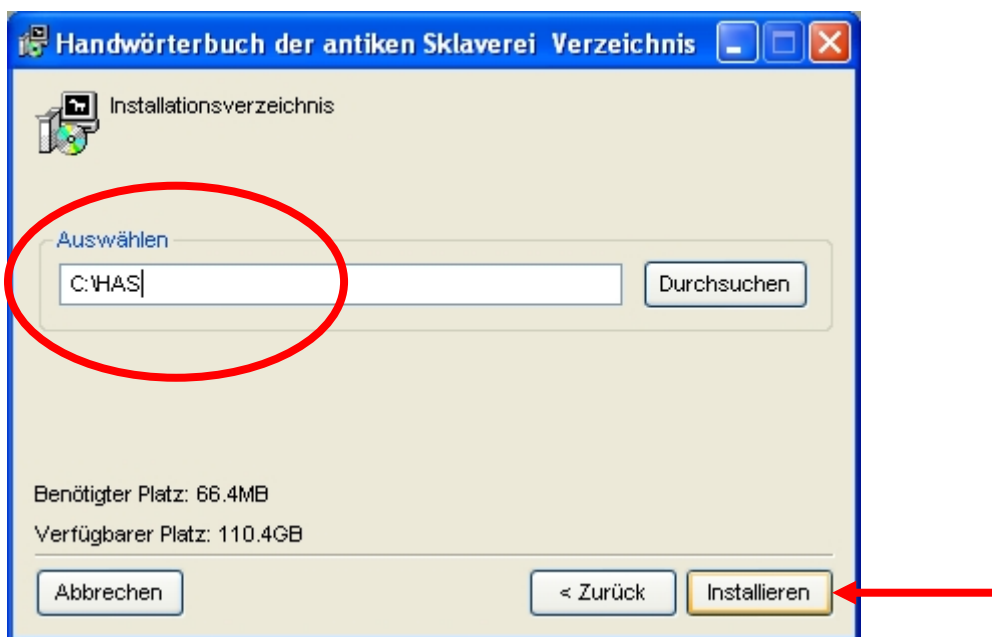 Handwörterbuch der antiken Sklaverei Verzeichnis
Installationsverzeichnis
Auswählen
C:\HAS
Durchsuchen
Benötigter Platz: 66.4MB
Verfügbarer Platz: 110.4GB
Abbrechen
< Zurück
Installieren